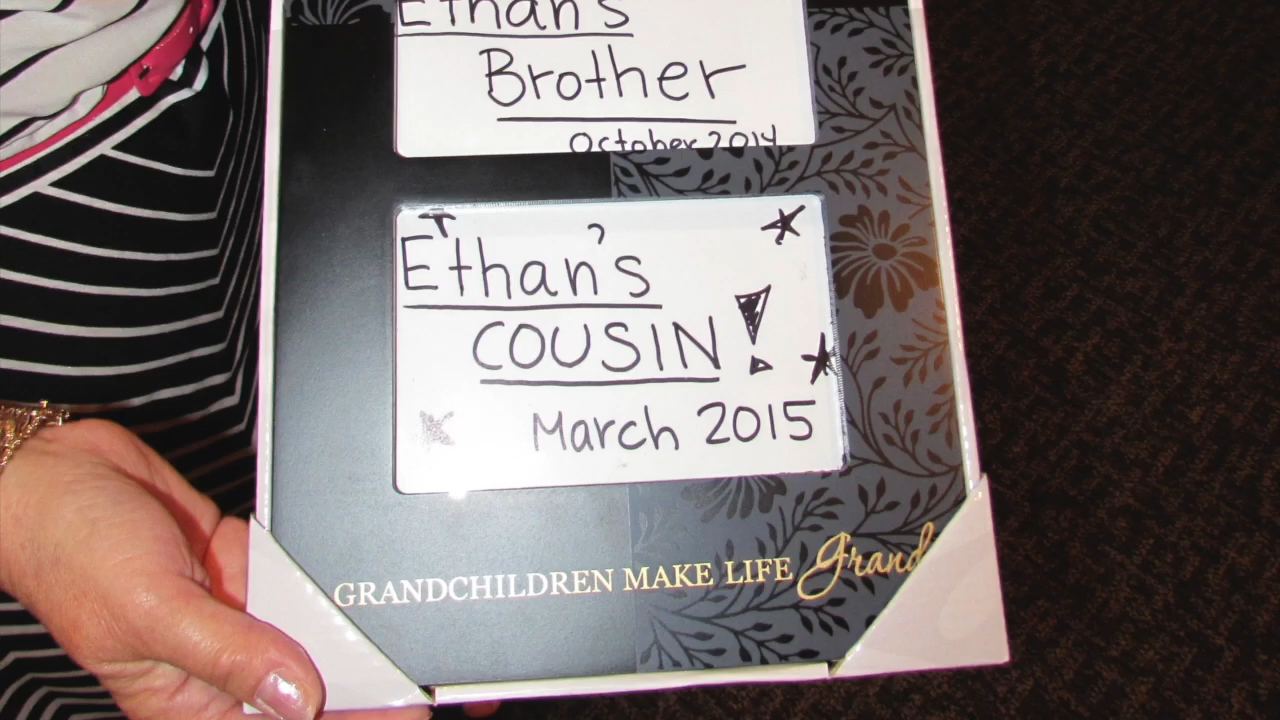 Ethan's
Brother
October 2014
Ethan's
COUSIN!
March 2015
GRANDCHILDREN MAKE LIFE Grand